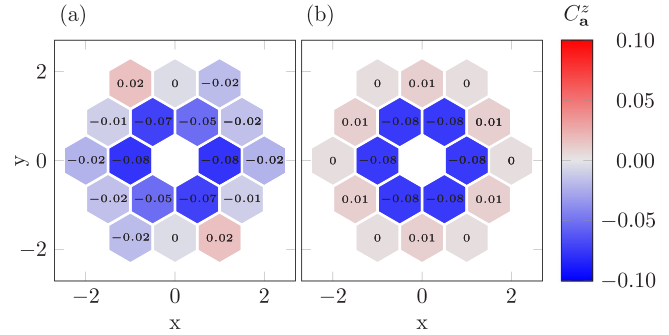 (a) (b) C_a^z
2 0.02 0 −0.02 0 0.01 0 0.10
−0.01 −0.07 −0.05 −0.02 0.01 −0.08 −0.08 0.01 0.05
y 0 −0.02 −0.08 −0.08 −0.02 0 −0.08 −0.08 0 0.00
−0.02 −0.05 −0.07 −0.01 0.01 −0.08 −0.08 0.01 −0.05
−2 −0.02 0 0.02 0 0.01 0 −0.10
−2 0 2 −2 0 2
x x